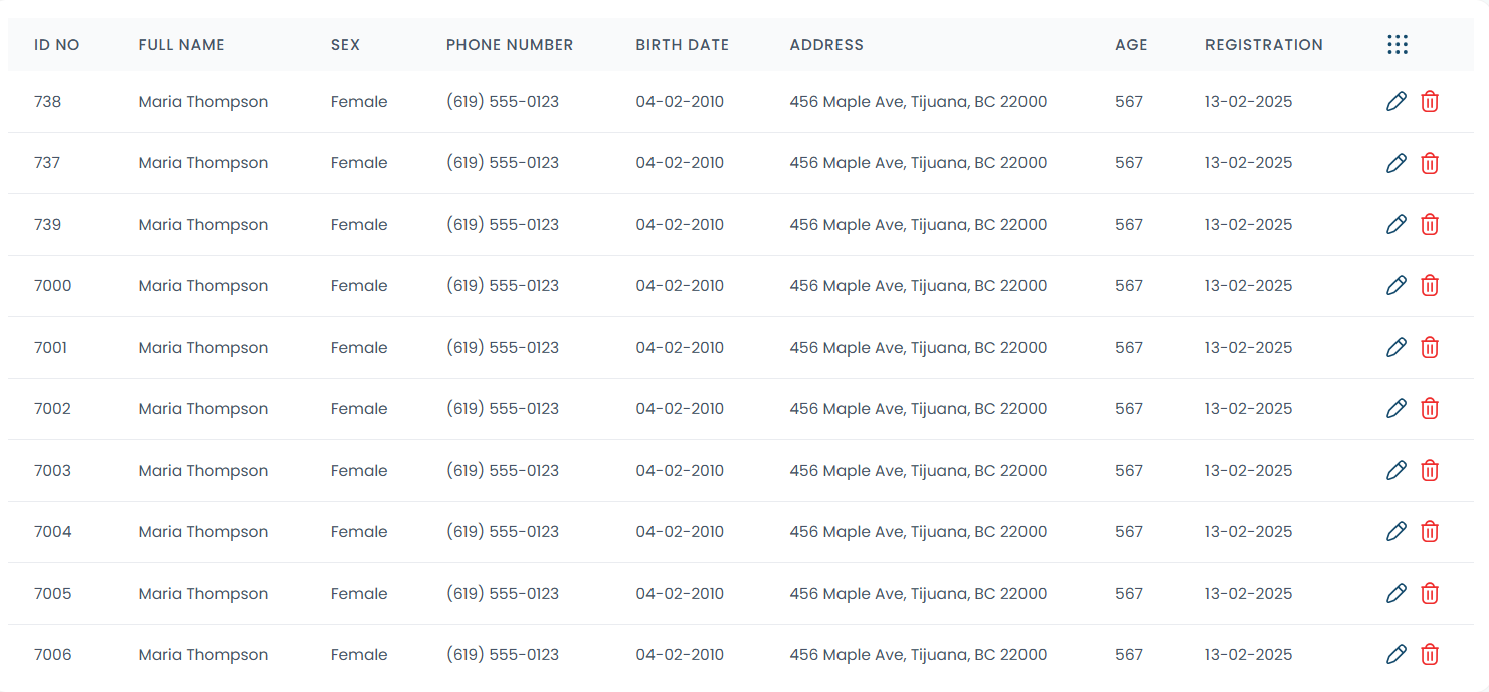 ID NO FULL NAME SEX PHONE NUMBER BIRTH DATE ADDRESS AGE REGISTRATION
738 Maria Thompson Female (619) 555-0123 04-02-2010 456 Maple Ave, Tijuana, BC 22000 567 13-02-2025
737 Maria Thompson Female (619) 555-0123 04-02-2010 456 Maple Ave, Tijuana, BC 22000 567 13-02-2025
739 Maria Thompson Female (619) 555-0123 04-02-2010 456 Maple Ave, Tijuana, BC 22000 567 13-02-2025
7000 Maria Thompson Female (619) 555-0123 04-02-2010 456 Maple Ave, Tijuana, BC 22000 567 13-02-2025
7001 Maria Thompson Female (619) 555-0123 04-02-2010 456 Maple Ave, Tijuana, BC 22000 567 13-02-2025
7002 Maria Thompson Female (619) 555-0123 04-02-2010 456 Maple Ave, Tijuana, BC 22000 567 13-02-2025
7003 Maria Thompson Female (619) 555-0123 04-02-2010 456 Maple Ave, Tijuana, BC 22000 567 13-02-2025
7004 Maria Thompson Female (619) 555-0123 04-02-2010 456 Maple Ave, Tijuana, BC 22000 567 13-02-2025
7005 Maria Thompson Female (619) 555-0123 04-02-2010 456 Maple Ave, Tijuana, BC 22000 567 13-02-2025
7006 Maria Thompson Female (619) 555-0123 04-02-2010 456 Maple Ave, Tijuana, BC 22000 567 13-02-2025